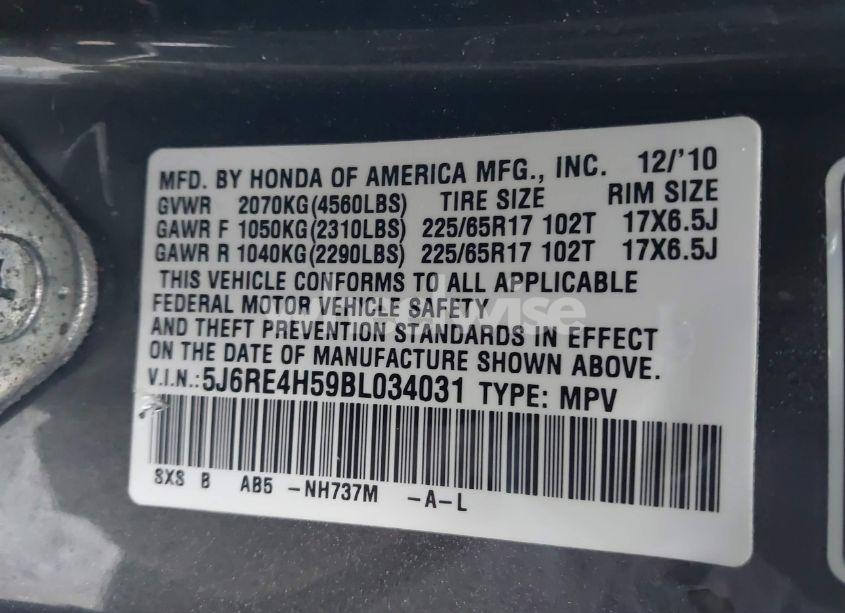 MFD. BY HONDA OF AMERICA MFG., INC. 12/'10
GVWR 2070KG(4560LBS) TIRE SIZE RIM SIZE
GAWR F 1050KG(2310LBS) 225/65R17 102T 17X6.5J
GAWR R 1040KG(2290LBS) 225/65R17 102T 17X6.5J
THIS VEHICLE CONFORMS TO ALL APPLICABLE
FEDERAL MOTOR VEHICLE SAFETY
AND THEFT PREVENTION STANDARDS IN EFFECT
ON THE DATE OF MANUFACTURE SHOWN ABOVE.
V.I.N.:5J6RE4H59BL034031 TYPE: MPV
SXS B AB5 -NH737M -A-L